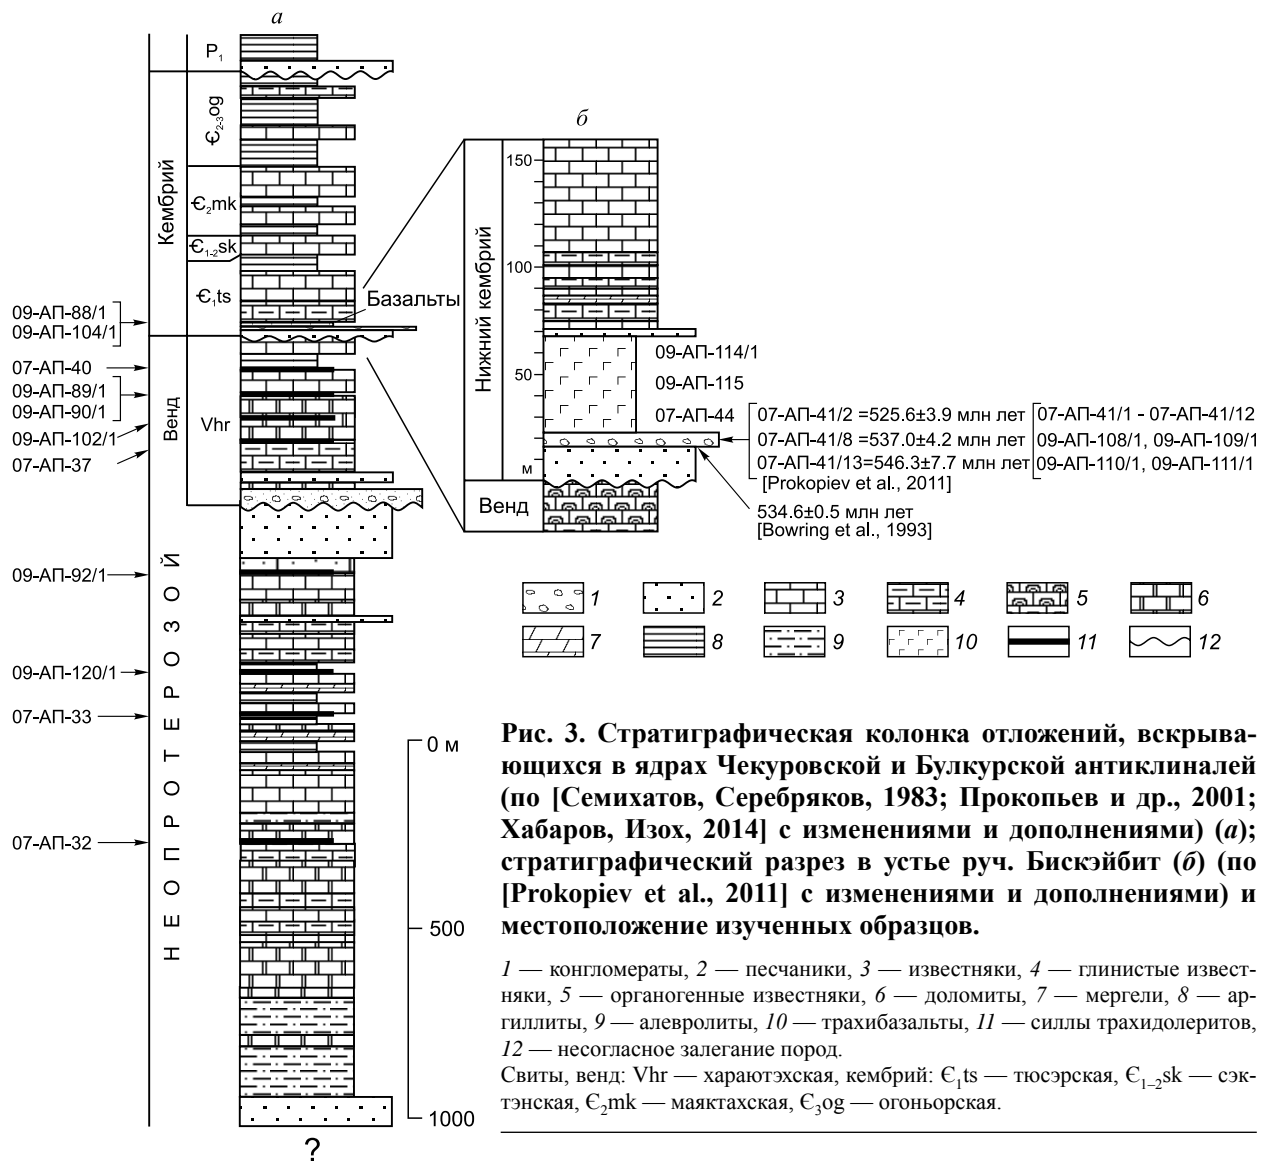 а
P₁
Є₂₋₃og
Кембрий
Є₂mk
Є₁₋₂sk
Є₁ts
Базальты
09-АП-88/1
09-АП-104/1
07-АП-40
09-АП-89/1
09-АП-90/1
09-АП-102/1
07-АП-37
Венд
Vhr
09-АП-92/1
09-АП-120/1
07-АП-33
07-АП-32
НЕОПРОТЕРОЗОЙ
0 м
500
1000
?
б
150
100
50
м
Нижний кембрий
Венд
09-АП-114/1
09-АП-115
07-АП-44
07-АП-41/2 =525.6±3.9 млн лет
07-АП-41/8 =537.0±4.2 млн лет
07-АП-41/13=546.3±7.7 млн лет
[Prokopiev et al., 2011]
07-АП-41/1 - 07-АП-41/12
09-АП-108/1, 09-АП-109/1
09-АП-110/1, 09-АП-111/1
534.6±0.5 млн лет
[Bowring et al., 1993]
1 2 3 4 5 6
7 8 9 10 11 12
Рис. 3. Стратиграфическая колонка отложений, вскрыва-
ющихся в ядрах Чекуровской и Булкурской антиклиналей
(по [Семихатов, Серебряков, 1983; Прокопьев и др., 2001;
Хабаров, Изох, 2014] с изменениями и дополнениями) (а);
стратиграфический разрез в устье руч. Бискэйбит (б) (по
[Prokopiev et al., 2011] с изменениями и дополнениями) и
местоположение изученных образцов.
1 — конгломераты, 2 — песчаники, 3 — известняки, 4 — глинистые извест-
няки, 5 — органогенные известняки, 6 — доломиты, 7 — мергели, 8 — ар-
гиллиты, 9 — алевролиты, 10 — трахибазальты, 11 — силлы трахидолеритов,
12 — несогласное залегание пород.
Свиты, венд: Vhr — хараютэхская, кембрий: Є₁ts — тюсэрская, Є₁₋₂sk — сэк-
тэнская, Є₂mk — маяктахская, Є₃og — огоньорская.